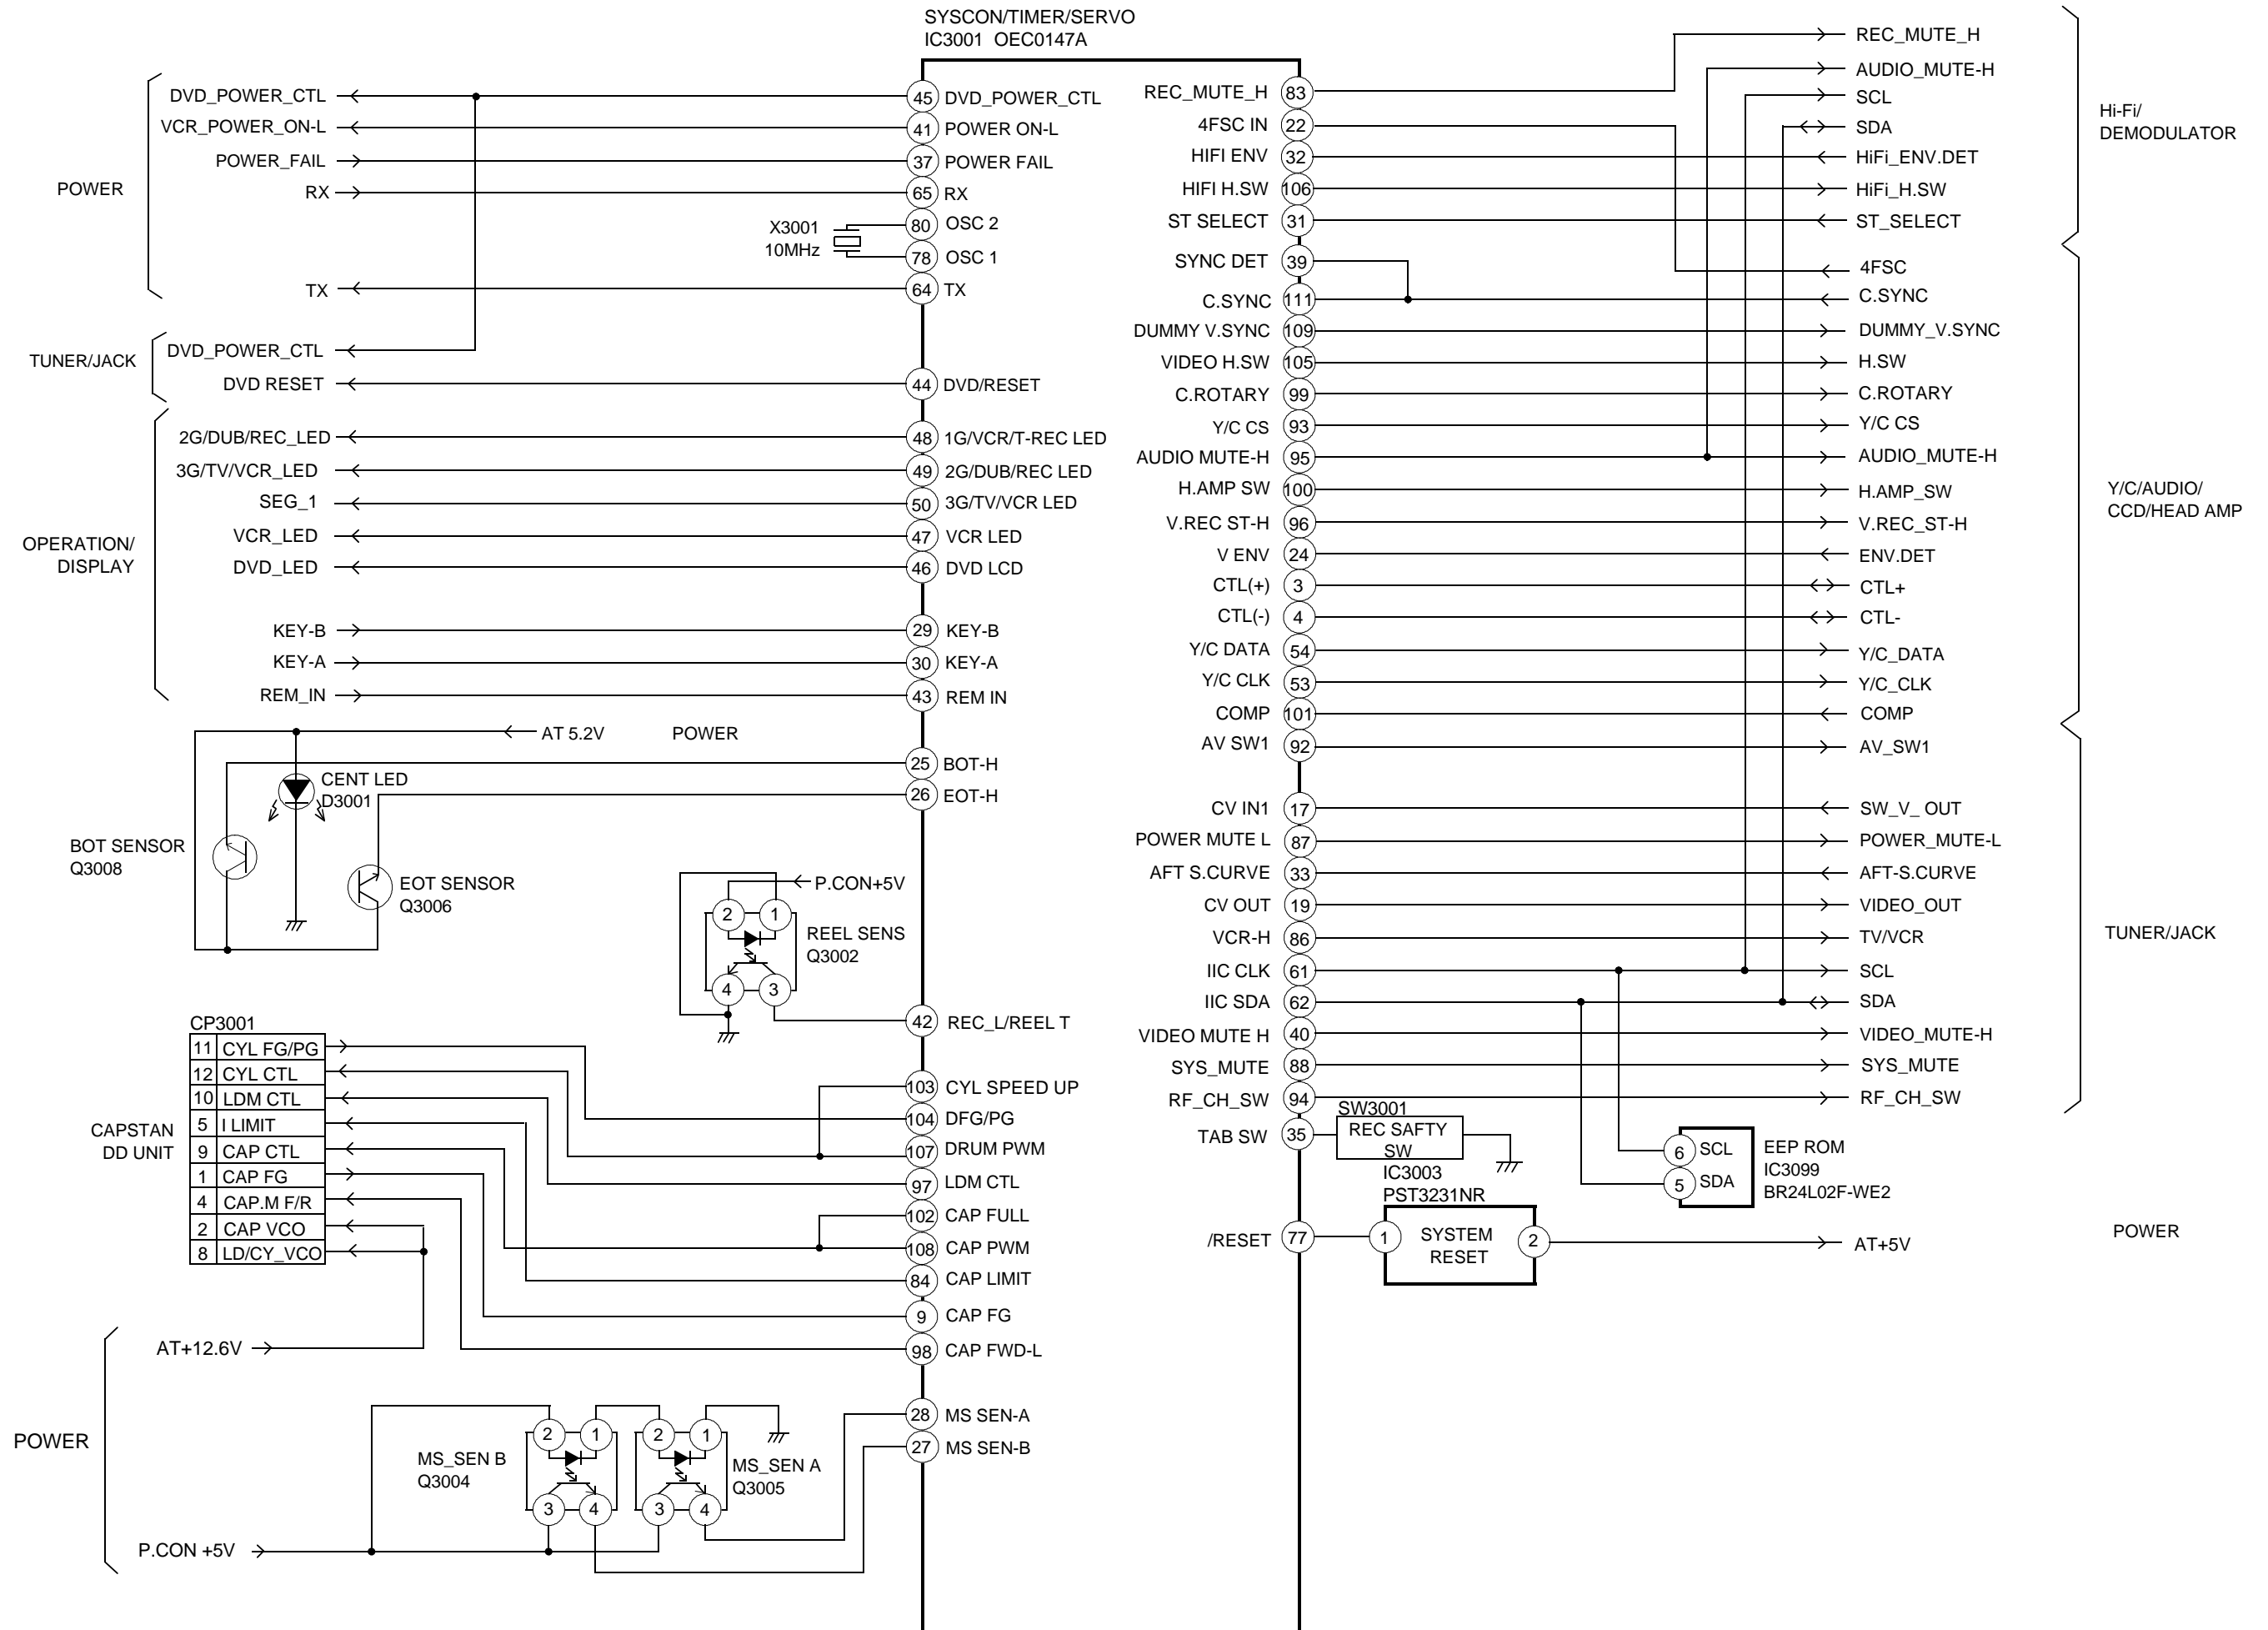 SYSCON/TIMER/SERVO
IC3001 OEC0147A
POWER
DVD_POWER_CTL
VCR_POWER_ON-L
POWER_FAIL
RX
TX
X3001
10MHz
45 DVD_POWER_CTL
41 POWER ON-L
37 POWER FAIL
65 RX
80 OSC 2
78 OSC 1
64 TX
TUNER/JACK
DVD_POWER_CTL
DVD RESET
44 DVD/RESET
OPERATION/
DISPLAY
2G/DUB/REC_LED
3G/TV/VCR_LED
SEG_1
VCR_LED
DVD_LED
KEY-B
KEY-A
REM_IN
48 1G/VCR/T-REC LED
49 2G/DUB/REC LED
50 3G/TV/VCR LED
47 VCR LED
46 DVD LCD
29 KEY-B
30 KEY-A
43 REM IN
AT 5.2V
POWER
CENT LED
D3001
BOT SENSOR
Q3008
EOT SENSOR
Q3006
25 BOT-H
26 EOT-H
P.CON+5V
2 1
REEL SENS
Q3002
4 3
42 REC_L/REEL T
CP3001
CAPSTAN
DD UNIT
11 CYL FG/PG
12 CYL CTL
10 LDM CTL
5 I LIMIT
9 CAP CTL
1 CAP FG
4 CAP.M F/R
2 CAP VCO
8 LD/CY_VCO
103 CYL SPEED UP
104 DFG/PG
107 DRUM PWM
97 LDM CTL
102 CAP FULL
108 CAP PWM
84 CAP LIMIT
9 CAP FG
98 CAP FWD-L
POWER
AT+12.6V
P.CON +5V
MS_SEN B
Q3004
2 1
3 4
MS_SEN A
Q3005
2 1
3 4
28 MS SEN-A
27 MS SEN-B
REC_MUTE_H 83
4FSC IN 22
HIFI ENV 32
HIFI H.SW 106
ST SELECT 31
SYNC DET 39
C.SYNC 111
DUMMY V.SYNC 109
VIDEO H.SW 105
C.ROTARY 99
Y/C CS 93
AUDIO MUTE-H 95
H.AMP SW 100
V.REC ST-H 96
V ENV 24
CTL(+) 3
CTL(-) 4
Y/C DATA 54
Y/C CLK 53
COMP 101
AV SW1 92
CV IN1 17
POWER MUTE L 87
AFT S.CURVE 33
CV OUT 19
VCR-H 86
IIC CLK 61
IIC SDA 62
VIDEO MUTE H 40
SYS_MUTE 88
RF_CH_SW 94
TAB SW 35
/RESET 77
REC_MUTE_H
AUDIO_MUTE-H
SCL
SDA
HiFi_ENV.DET
HiFi_H.SW
ST_SELECT
Hi-Fi/
DEMODULATOR
4FSC
C.SYNC
DUMMY_V.SYNC
H.SW
C.ROTARY
Y/C CS
AUDIO_MUTE-H
H.AMP_SW
V.REC_ST-H
ENV.DET
CTL+
CTL-
Y/C_DATA
Y/C_CLK
COMP
Y/C/AUDIO/
CCD/HEAD AMP
AV_SW1
SW_V_ OUT
POWER_MUTE-L
AFT-S.CURVE
VIDEO_OUT
TV/VCR
SCL
SDA
VIDEO_MUTE-H
SYS_MUTE
RF_CH_SW
TUNER/JACK
SW3001
REC SAFTY
SW
IC3003
PST3231NR
1 SYSTEM 2
RESET
6 SCL
5 SDA
EEP ROM
IC3099
BR24L02F-WE2
AT+5V
POWER